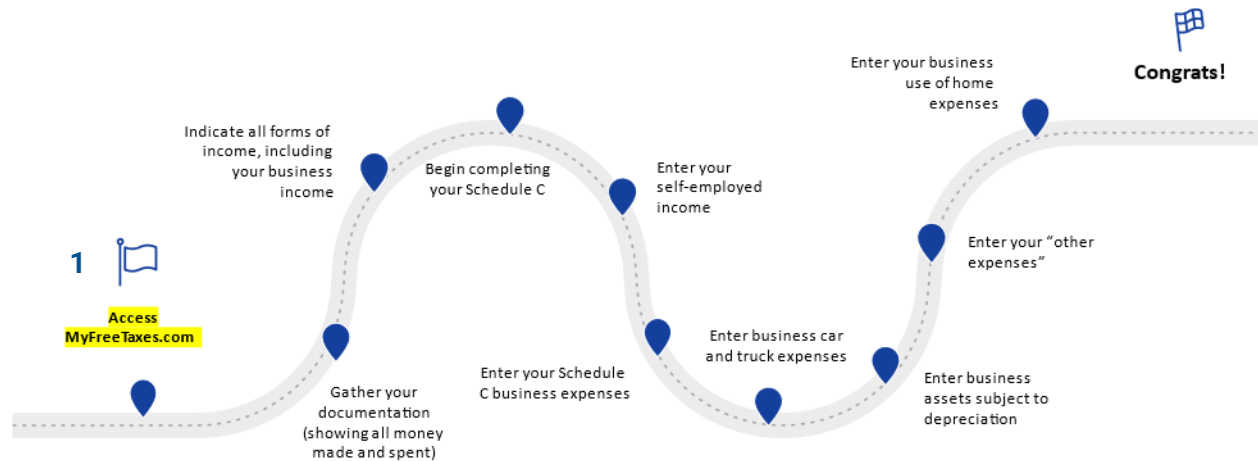 1
Access
MyFreeTaxes.com
Gather your
documentation
(showing all money
made and spent)
Indicate all forms of
income, including
your business
income
Begin completing
your Schedule C
Enter your
self-employed
income
Enter your Schedule
C business expenses
Enter business car
and truck expenses
Enter business
assets subject to
depreciation
Enter your “other
expenses”
Enter your business
use of home
expenses
Congrats!